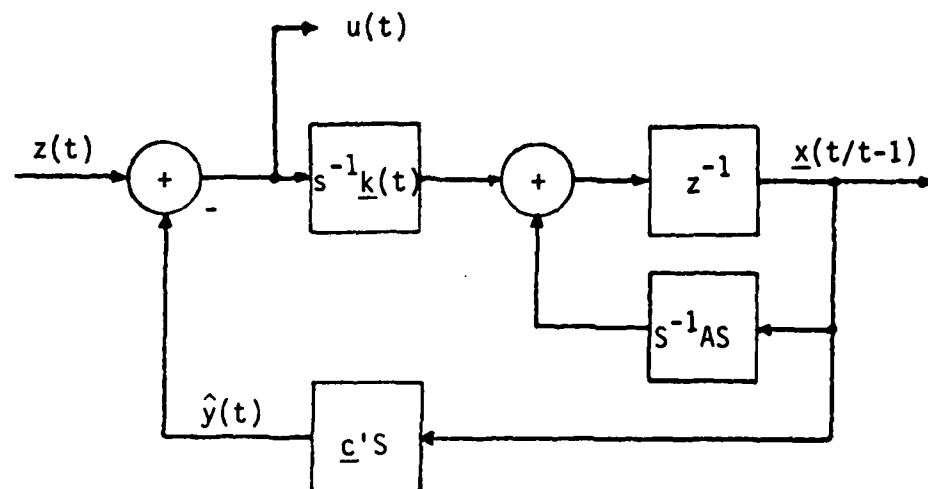 u(t)
z(t)
+
-
s⁻¹k(t)
+
z⁻¹
x(t/t-1)
S⁻¹AS
ŷ(t)
c'S